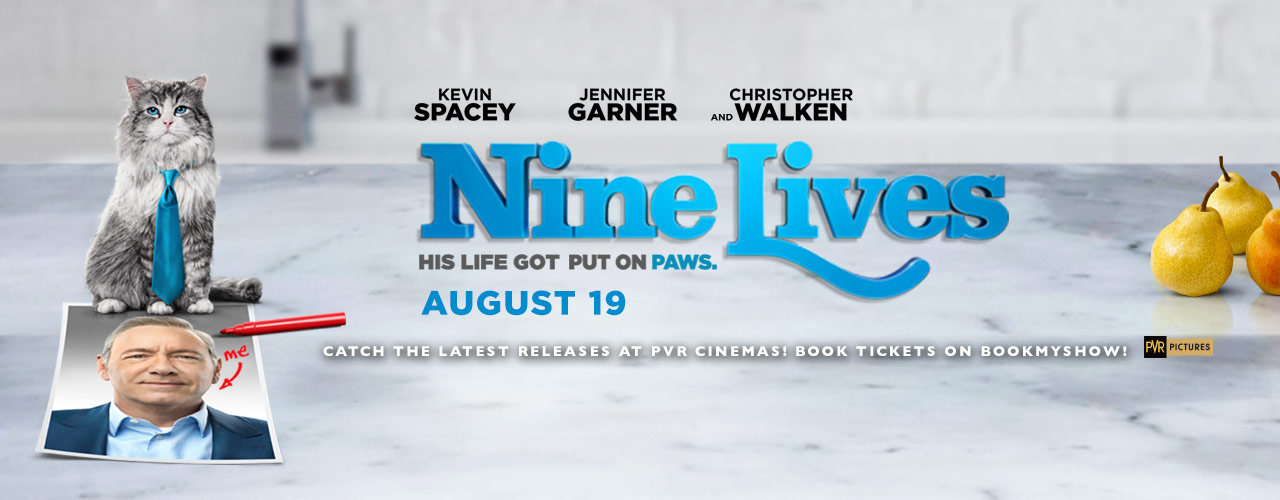 KEVIN SPACEY
JENNIFER GARNER
AND CHRISTOPHER WALKEN
Nine Lives
HIS LIFE GOT PUT ON PAWS.
AUGUST 19
me
CATCH THE LATEST RELEASES AT PVR CINEMAS! BOOK TICKETS ON BOOKMYSHOW!
PVR PICTURES